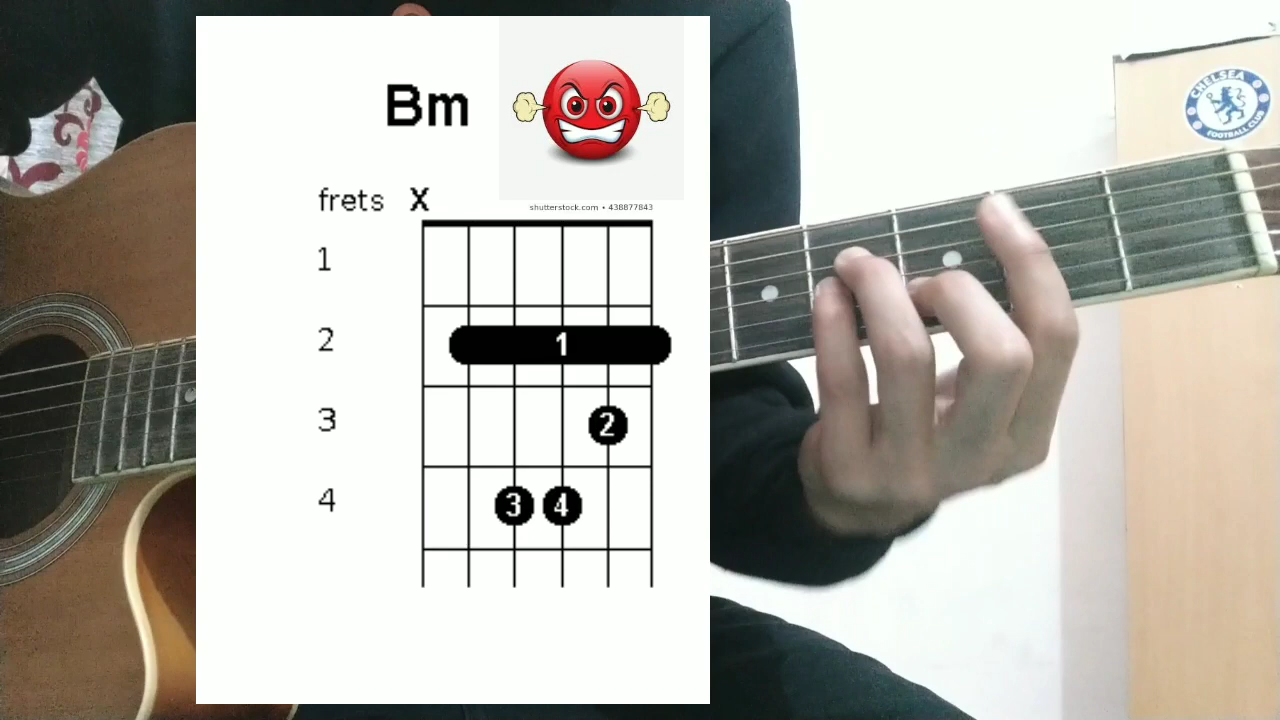 Bm
frets X
shutterstock.com • 438877843
1
2
3
4
1
2
3 4
CHELSEA
FOOTBALL CLUB